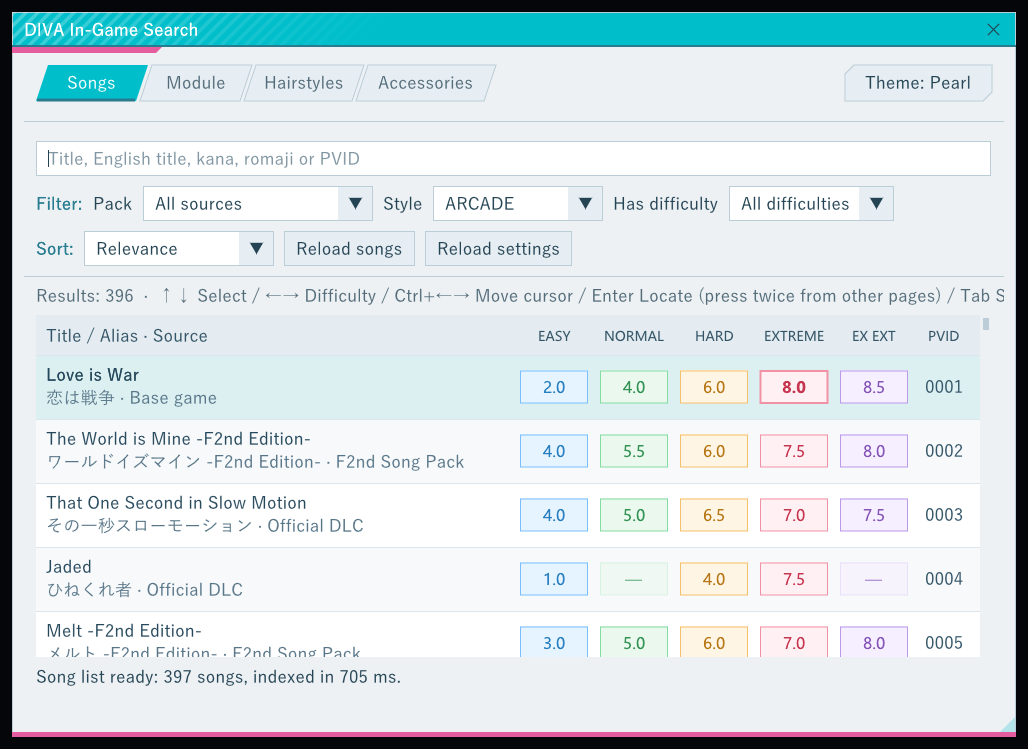 DIVA In-Game Search
Songs Module Hairstyles Accessories Theme: Pearl
Title, English title, kana, romaji or PVID
Filter: Pack All sources Style ARCADE Has difficulty All difficulties
Sort: Relevance Reload songs Reload settings
Results: 396 · ↑ ↓ Select / ←→ Difficulty / Ctrl+←→ Move cursor / Enter Locate (press twice from other pages) / Tab S
Title / Alias · Source EASY NORMAL HARD EXTREME EX EXT PVID
Love is War
恋は戦争 · Base game 2.0 4.0 6.0 8.0 8.5 0001
The World is Mine -F2nd Edition-
ワールドイズマイン -F2nd Edition- · F2nd Song Pack 4.0 5.5 6.0 7.5 8.0 0002
That One Second in Slow Motion
その一秒スローモーション · Official DLC 4.0 5.0 6.5 7.0 7.5 0003
Jaded
ひねくれ者 · Official DLC 1.0 — 4.0 7.5 — 0004
Melt -F2nd Edition-
メルト -F2nd Edition- · F2nd Song Pack 3.0 5.0 6.0 7.0 8.0 0005
Song list ready: 397 songs, indexed in 705 ms.